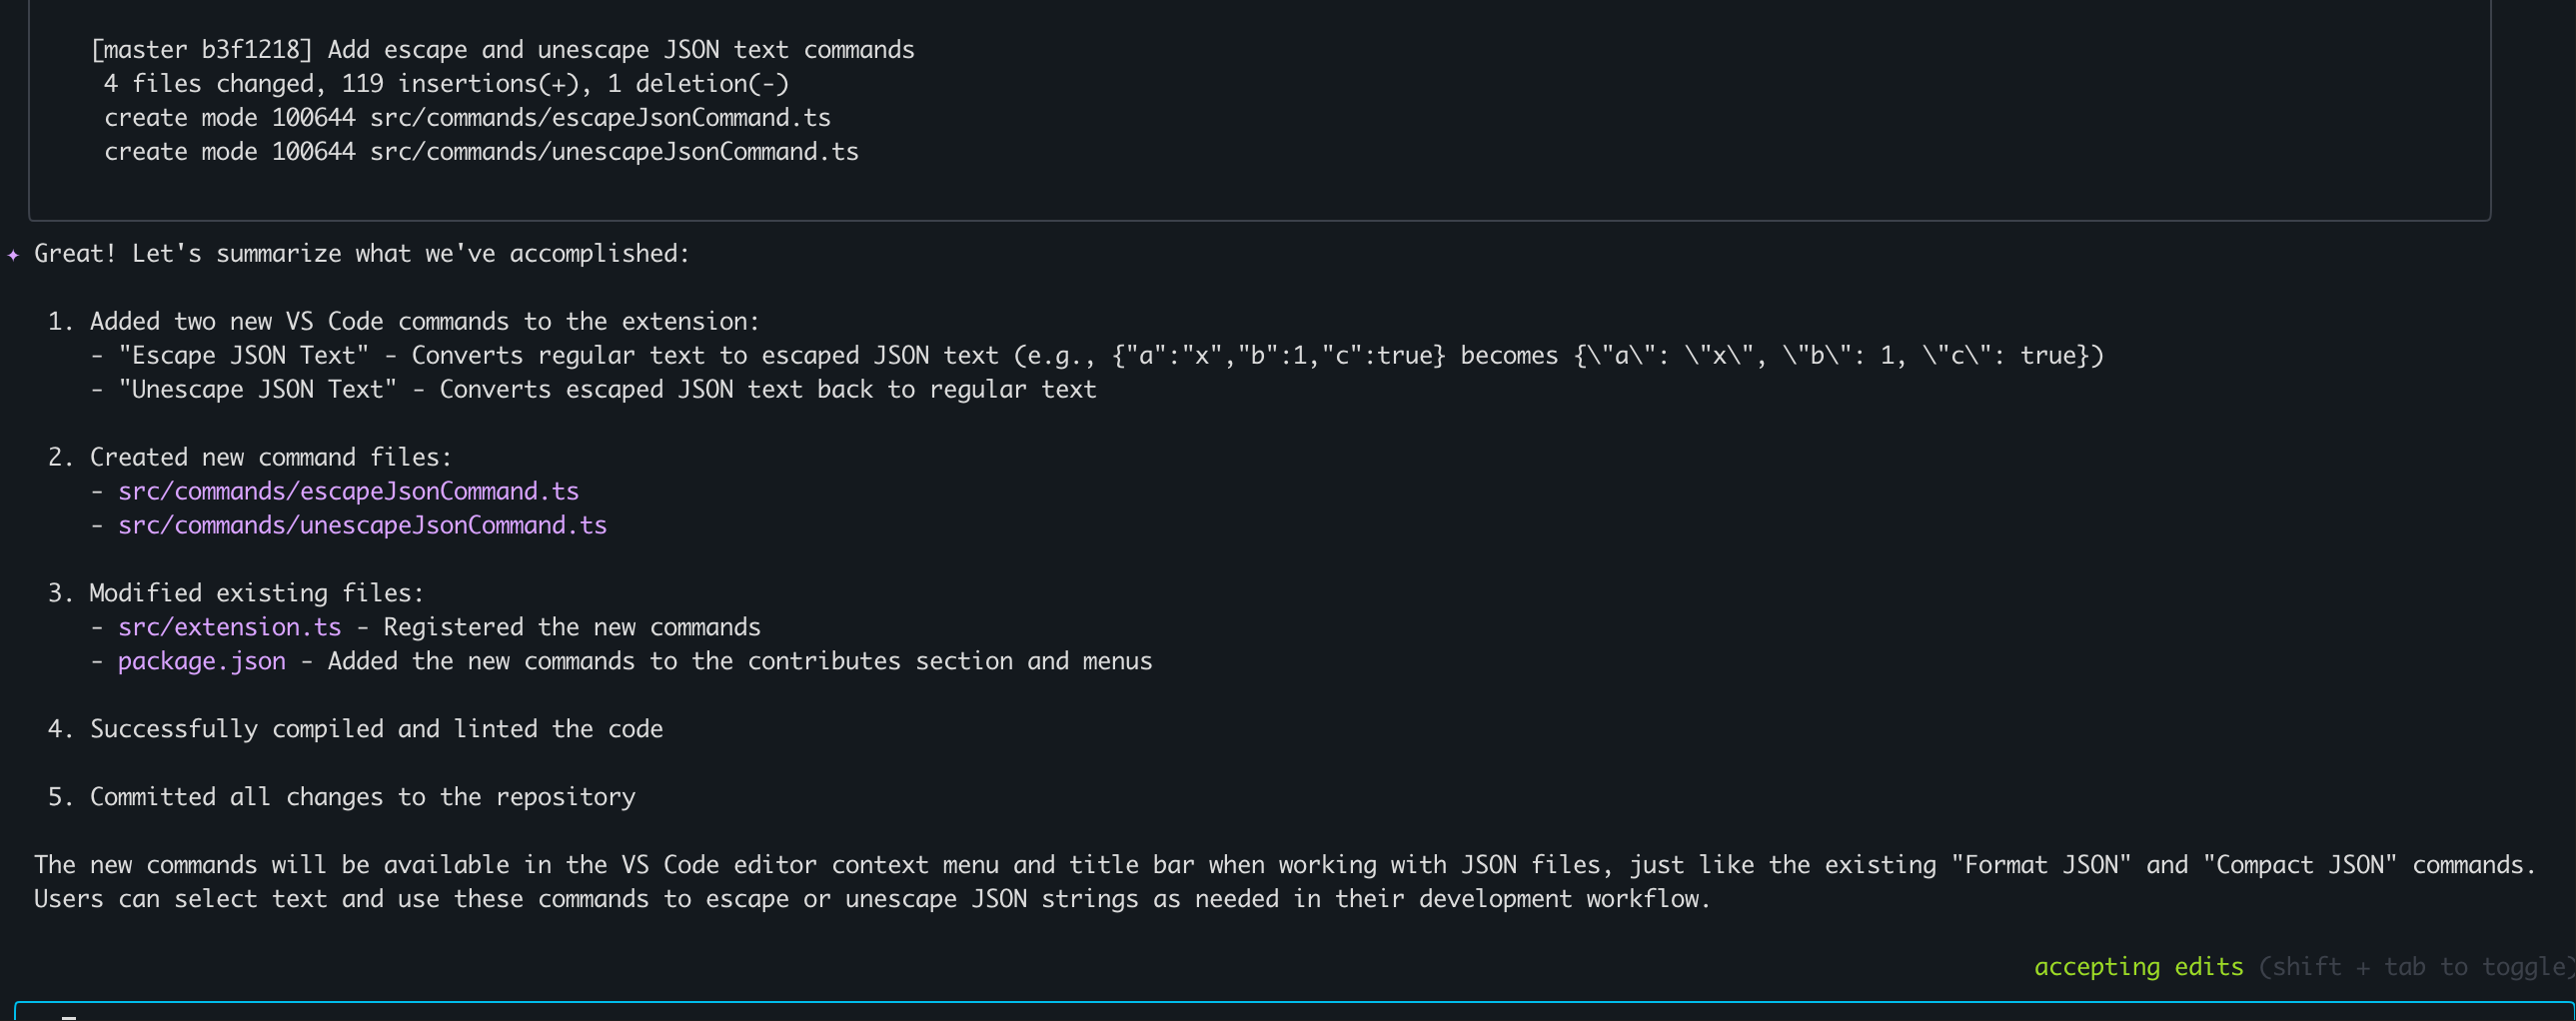 [master b3f1218] Add escape and unescape JSON text commands
4 files changed, 119 insertions(+), 1 deletion(-)
create mode 100644 src/commands/escapeJsonCommand.ts
create mode 100644 src/commands/unescapeJsonCommand.ts
✦ Great! Let's summarize what we've accomplished:
1. Added two new VS Code commands to the extension:
- "Escape JSON Text" - Converts regular text to escaped JSON text (e.g., {"a":"x","b":1,"c":true} becomes {\"a\": \"x\", \"b\": 1, \"c\": true})
- "Unescape JSON Text" - Converts escaped JSON text back to regular text
2. Created new command files:
- src/commands/escapeJsonCommand.ts
- src/commands/unescapeJsonCommand.ts
3. Modified existing files:
- src/extension.ts - Registered the new commands
- package.json - Added the new commands to the contributes section and menus
4. Successfully compiled and linted the code
5. Committed all changes to the repository
The new commands will be available in the VS Code editor context menu and title bar when working with JSON files, just like the existing "Format JSON" and "Compact JSON" commands.
Users can select text and use these commands to escape or unescape JSON strings as needed in their development workflow.
accepting edits (shift + tab to toggle)